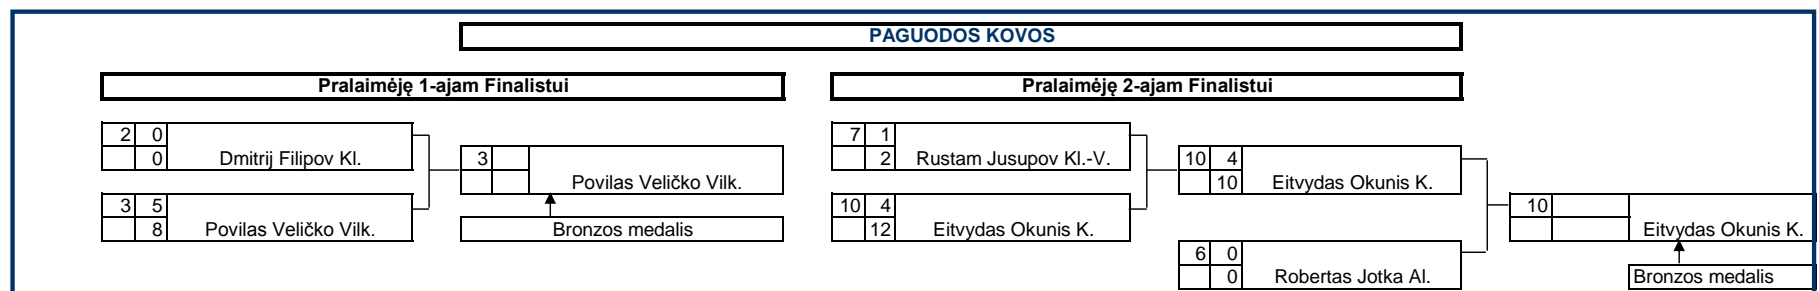 PAGUODOS KOVOS
Pralaimėję 1-ajam Finalistui
Pralaimėję 2-ajam Finalistui
2 0
0 Dmitrij Filipov Kl.
3
Povilas Veličko Vilk.
3 5
8 Povilas Veličko Vilk.
Bronzos medalis
7 1
2 Rustam Jusupov Kl.-V.
10 4
10 Eitvydas Okunis K.
10 4
12 Eitvydas Okunis K.
10
Eitvydas Okunis K.
6 0
0 Robertas Jotka Al.
Bronzos medalis